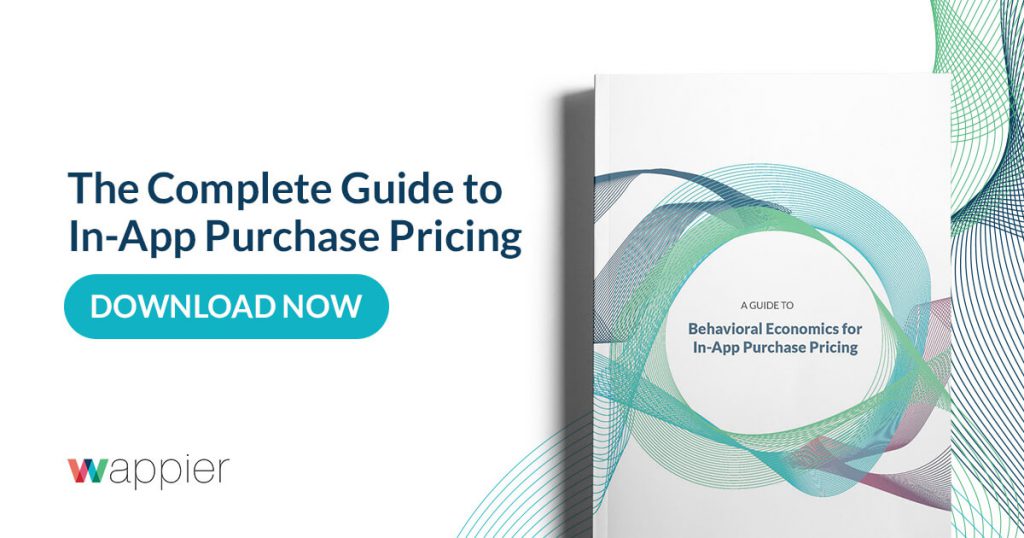 The Complete Guide to
In-App Purchase Pricing
DOWNLOAD NOW
wappier
A GUIDE TO
Behavioral Economics for
In-App Purchase Pricing